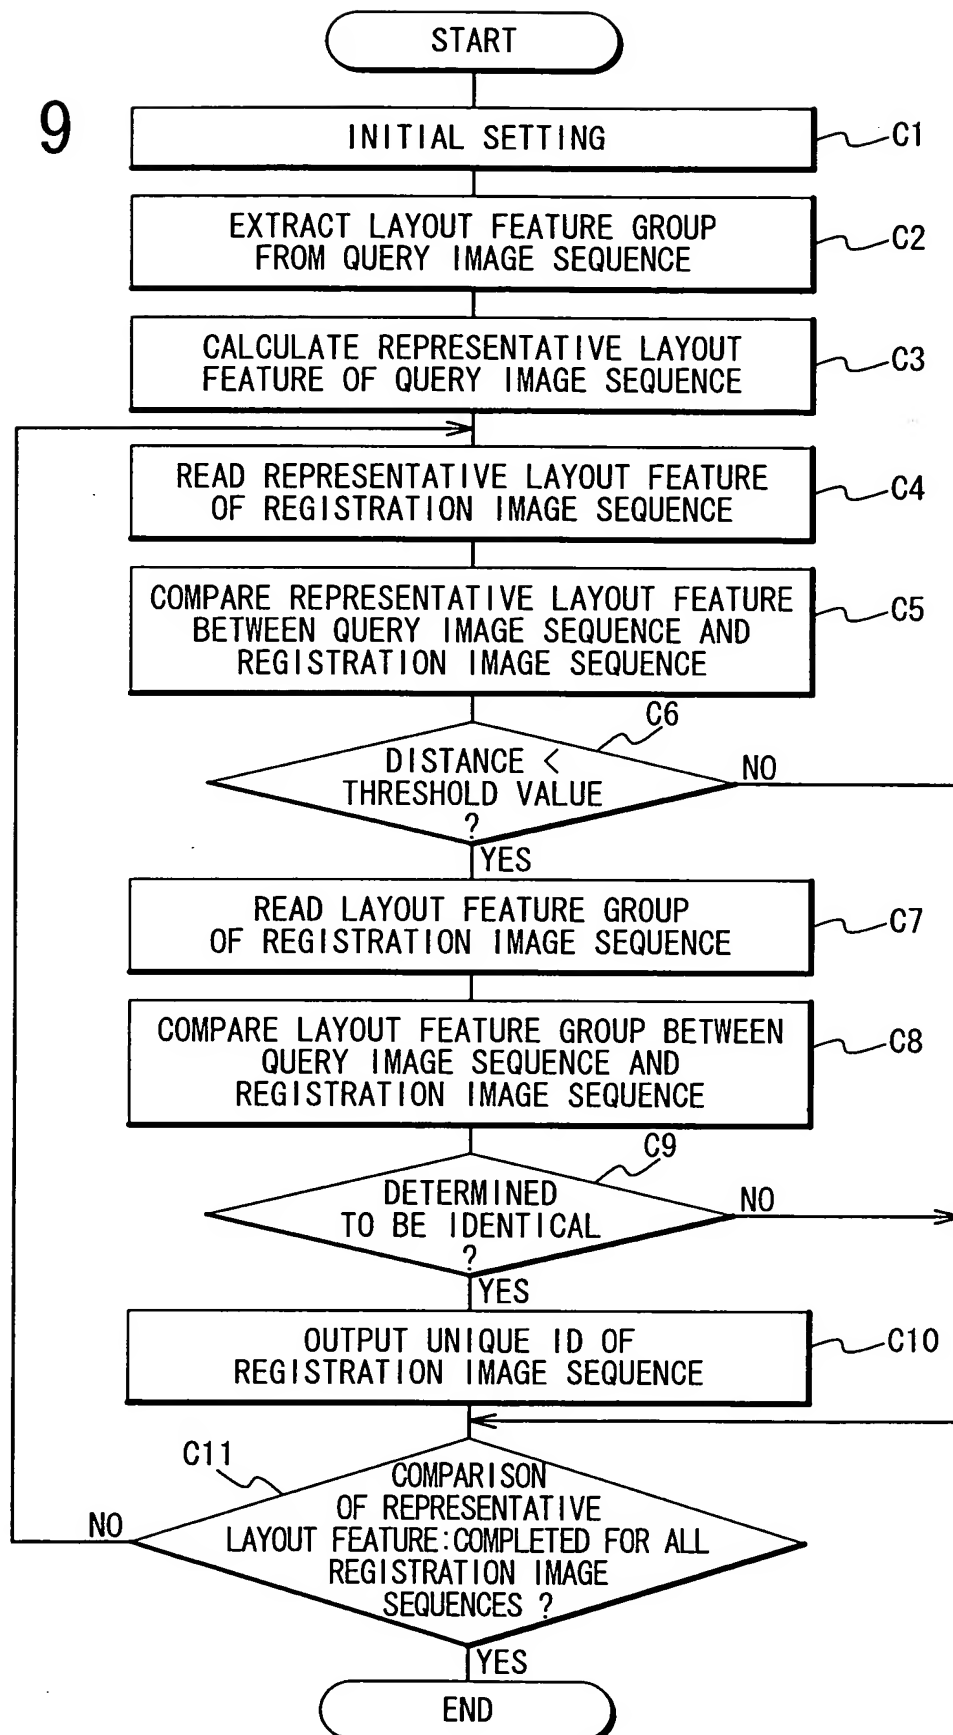 START
9
INITIAL SETTING
C1
EXTRACT LAYOUT FEATURE GROUP
FROM QUERY IMAGE SEQUENCE
C2
CALCULATE REPRESENTATIVE LAYOUT
FEATURE OF QUERY IMAGE SEQUENCE
C3
READ REPRESENTATIVE LAYOUT FEATURE
OF REGISTRATION IMAGE SEQUENCE
C4
COMPARE REPRESENTATIVE LAYOUT FEATURE
BETWEEN QUERY IMAGE SEQUENCE AND
REGISTRATION IMAGE SEQUENCE
C5
C6
DISTANCE <
THRESHOLD VALUE
?
NO
YES
READ LAYOUT FEATURE GROUP
OF REGISTRATION IMAGE SEQUENCE
C7
COMPARE LAYOUT FEATURE GROUP BETWEEN
QUERY IMAGE SEQUENCE AND
REGISTRATION IMAGE SEQUENCE
C8
C9
DETERMINED
TO BE IDENTICAL
?
NO
YES
OUTPUT UNIQUE ID OF
REGISTRATION IMAGE SEQUENCE
C10
C11
COMPARISON
OF REPRESENTATIVE
LAYOUT FEATURE:COMPLETED FOR ALL
REGISTRATION IMAGE
SEQUENCES ?
NO
YES
END